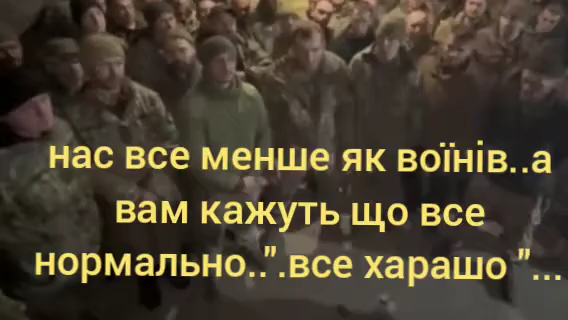 нас все менше як воїнів..а
вам кажуть що все
нормально..".все харашо "...